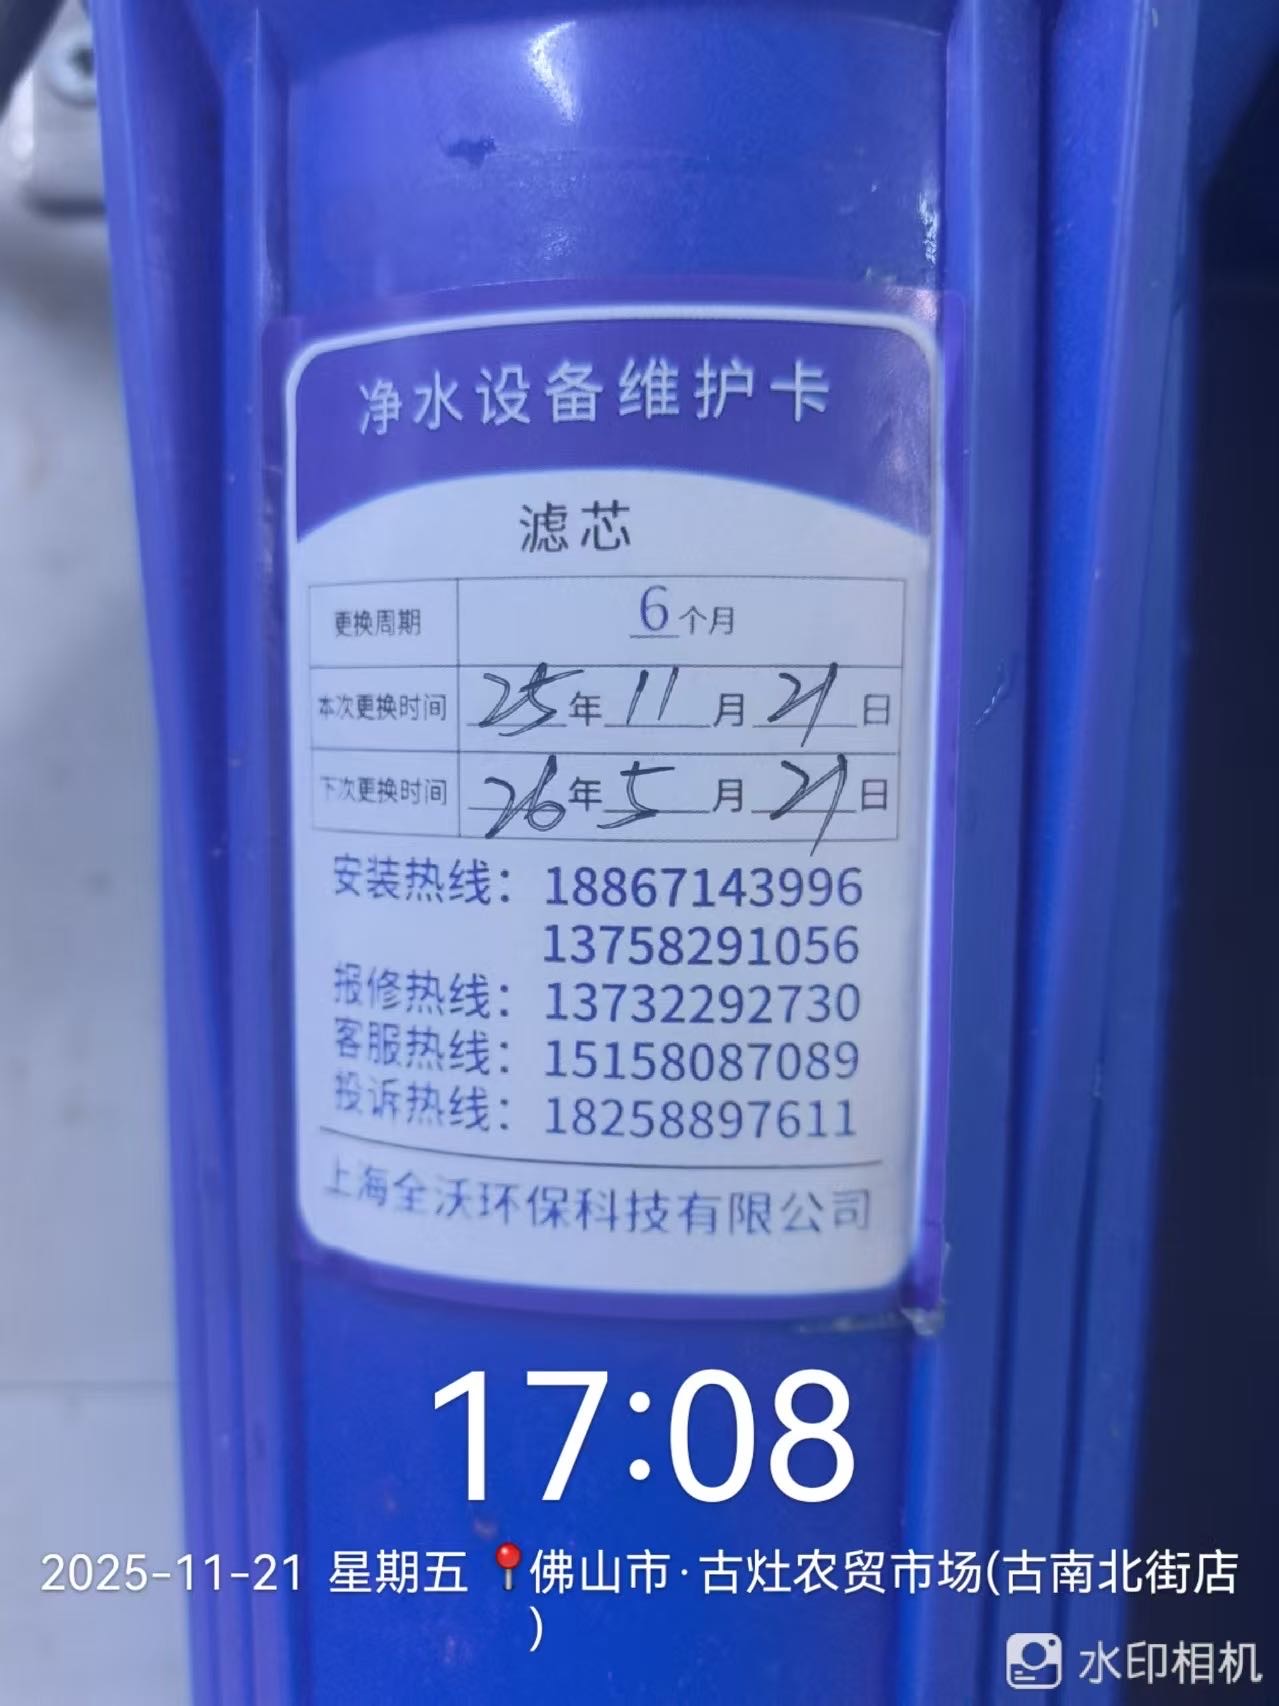 净水设备维护卡
滤芯
更换周期 6个月
本次更换时间 25年11月21日
下次更换时间 26年5月21日
安装热线：18867143996
13758291056
报修热线：13732292730
客服热线：15158087089
投诉热线：18258897611
上海全沃环保科技有限公司
17:08
2025-11-21 星期五 📍佛山市·古灶农贸市场(古南北街店
)
水印相机